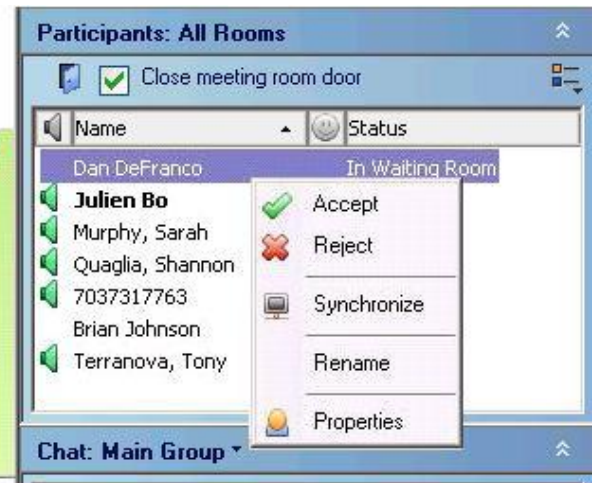 Participants: All Rooms
Close meeting room door
Name Status
Dan DeFranco In Waiting Room
Julien Bo
Murphy, Sarah
Quaglia, Shannon
7037317763
Brian Johnson
Terranova, Tony
Accept
Reject
Synchronize
Rename
Properties
Chat: Main Group